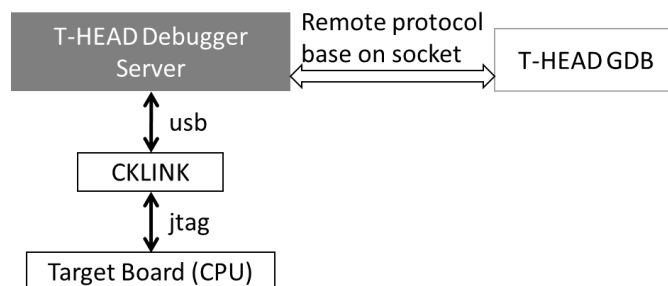 T-HEAD Debugger
Server
Remote protocol
base on socket
T-HEAD GDB
usb
CKLINK
jtag
Target Board (CPU)